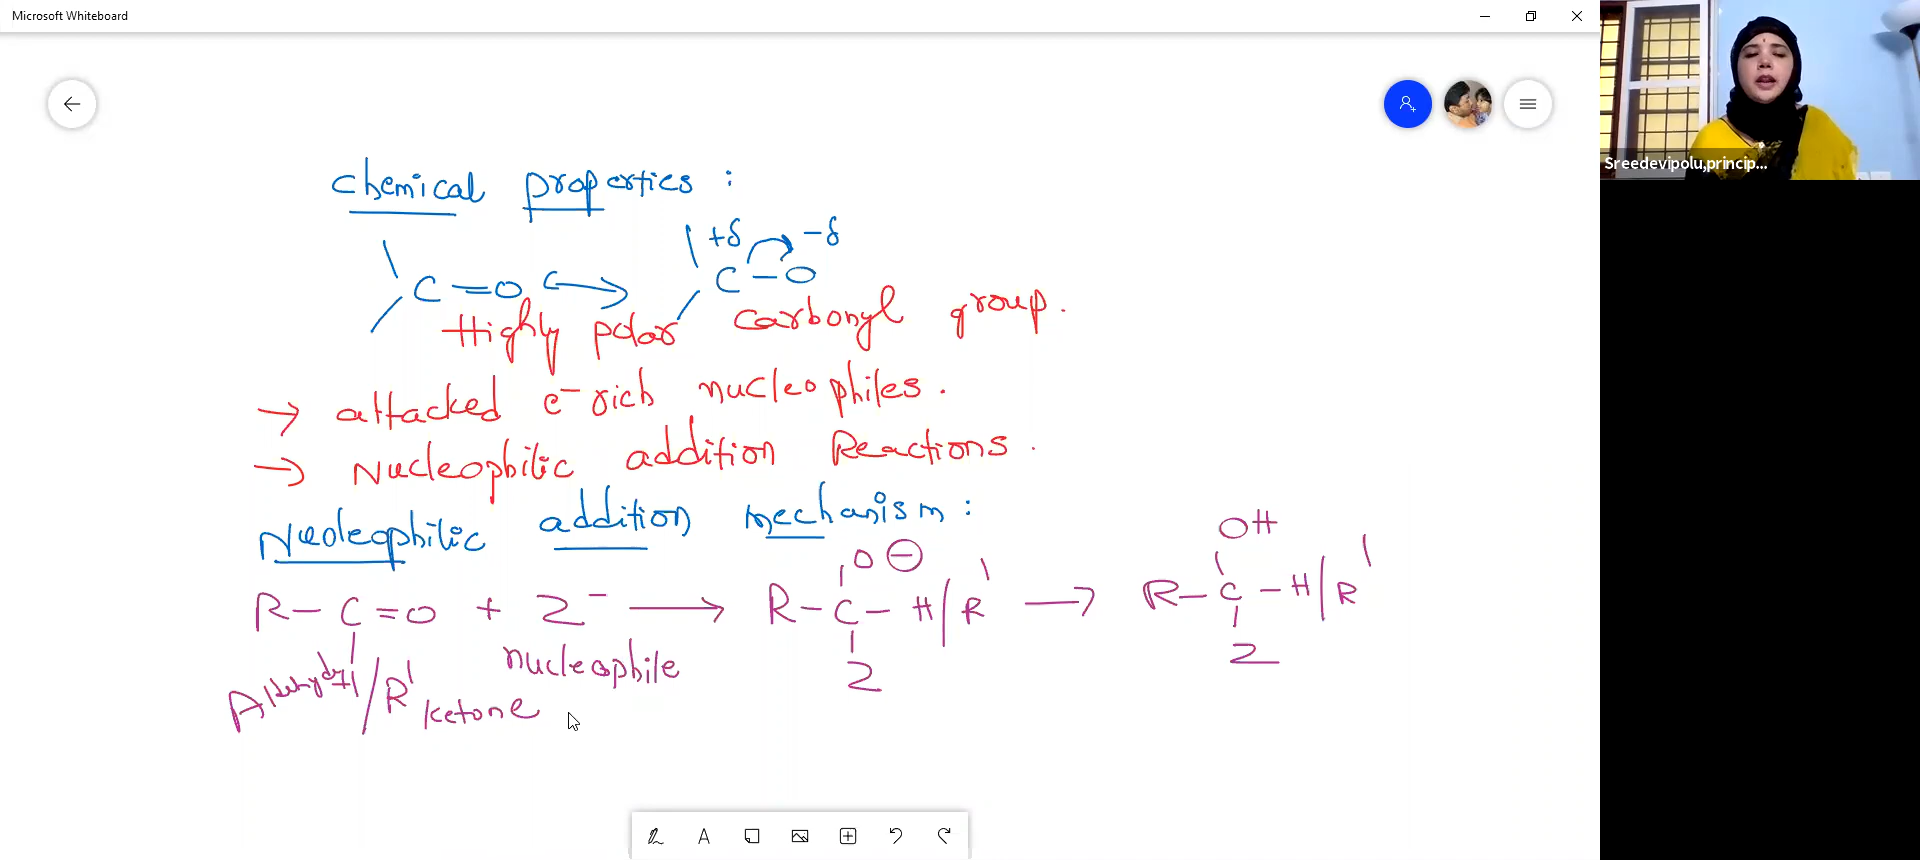 Microsoft Whiteboard
Sreedevipolu,princip...
chemical properties :
+δ -δ
C = O ⟶ C - O
Highly polar carbonyl group.
→ attacked e⁻ rich nucleophiles.
→ Nucleophilic addition Reactions.
Nucleophilic addition mechanism :
O ⊖ OH
R - C = O + Z⁻ ⟶ R - C - H/R' ⟶ R - C - H/R'
nucleophile Z Z
Aldehyde H/R' ketone
A